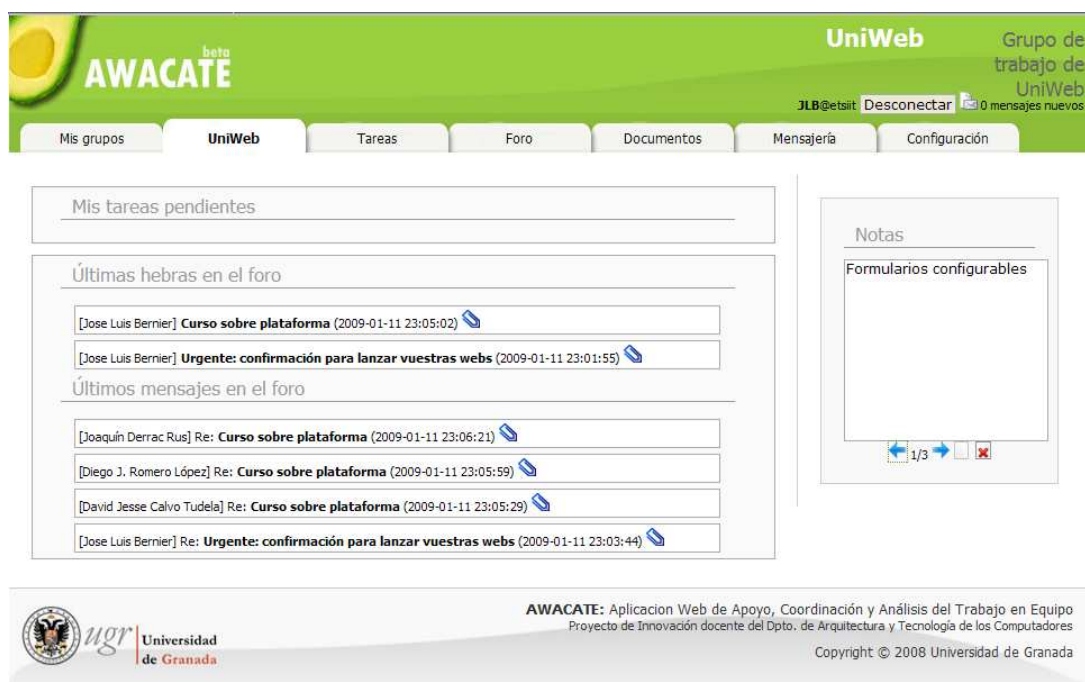 beta
AWACATE
UniWeb
Grupo de
trabajo de
UniWeb
JLB@etsiit Desconectar 0 mensajes nuevos
Mis grupos UniWeb Tareas Foro Documentos Mensajería Configuración
Mis tareas pendientes
Últimas hebras en el foro
[Jose Luis Bernier] Curso sobre plataforma (2009-01-11 23:05:02)
[Jose Luis Bernier] Urgente: confirmación para lanzar vuestras webs (2009-01-11 23:01:55)
Últimos mensajes en el foro
[Joaquín Derrac Rus] Re: Curso sobre plataforma (2009-01-11 23:06:21)
[Diego J. Romero López] Re: Curso sobre plataforma (2009-01-11 23:05:59)
[David Jesse Calvo Tudela] Re: Curso sobre plataforma (2009-01-11 23:05:29)
[Jose Luis Bernier] Re: Urgente: confirmación para lanzar vuestras webs (2009-01-11 23:03:44)
Notas
Formularios configurables
1/3
ugr Universidad
de Granada
AWACATE: Aplicacion Web de Apoyo, Coordinación y Análisis del Trabajo en Equipo
Proyecto de Innovación docente del Dpto. de Arquitectura y Tecnología de los Computadores
Copyright © 2008 Universidad de Granada